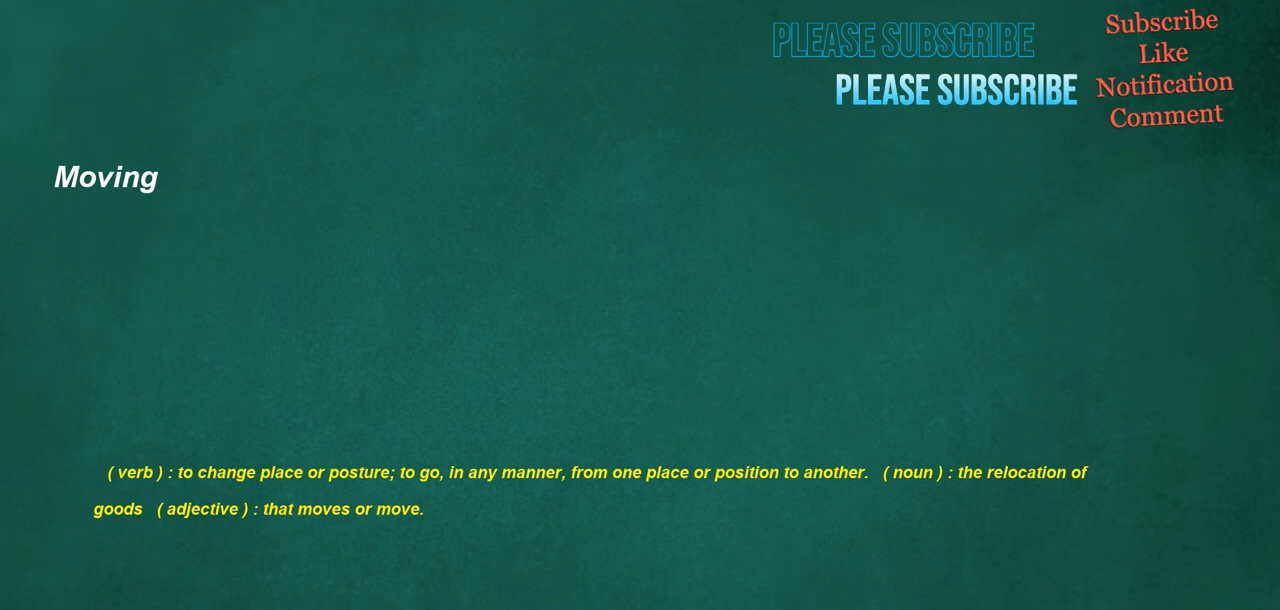 PLEASE SUBSCRIBE
PLEASE SUBSCRIBE
Subscribe
Like
Notification
Comment
Moving
( verb ) : to change place or posture; to go, in any manner, from one place or position to another. ( noun ) : the relocation of
goods ( adjective ) : that moves or move.